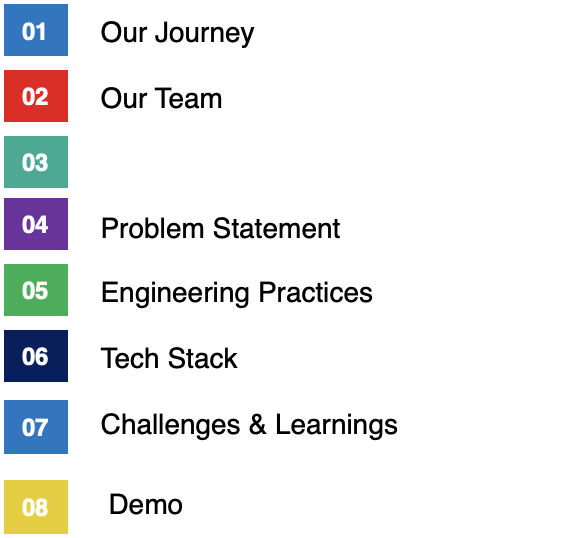 01 Our Journey
02 Our Team
03
04 Problem Statement
05 Engineering Practices
06 Tech Stack
07 Challenges & Learnings
08 Demo